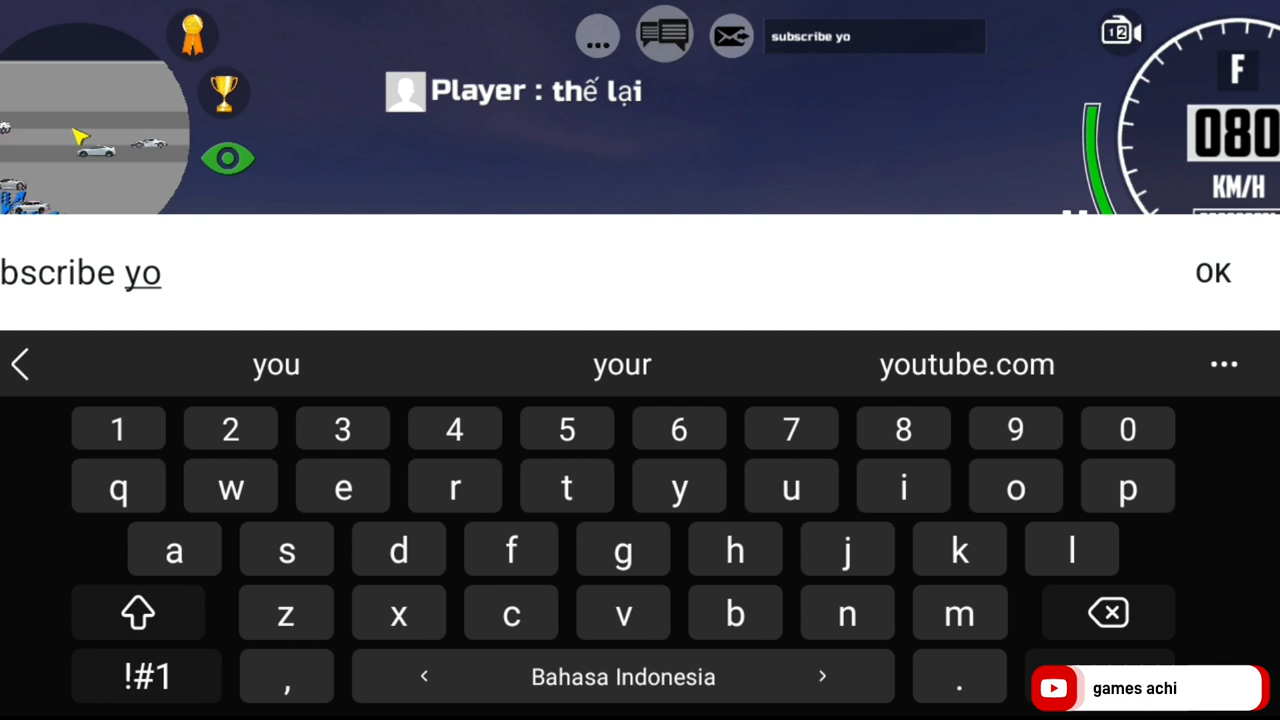 12
subscribe yo
Player : thế lại
F
080
KM/H
bscribe yo
OK
you your youtube.com
1 2 3 4 5 6 7 8 9 0
q w e r t y u i o p
a s d f g h j k l
z x c v b n m
!#1 , < Bahasa Indonesia > .
games achi